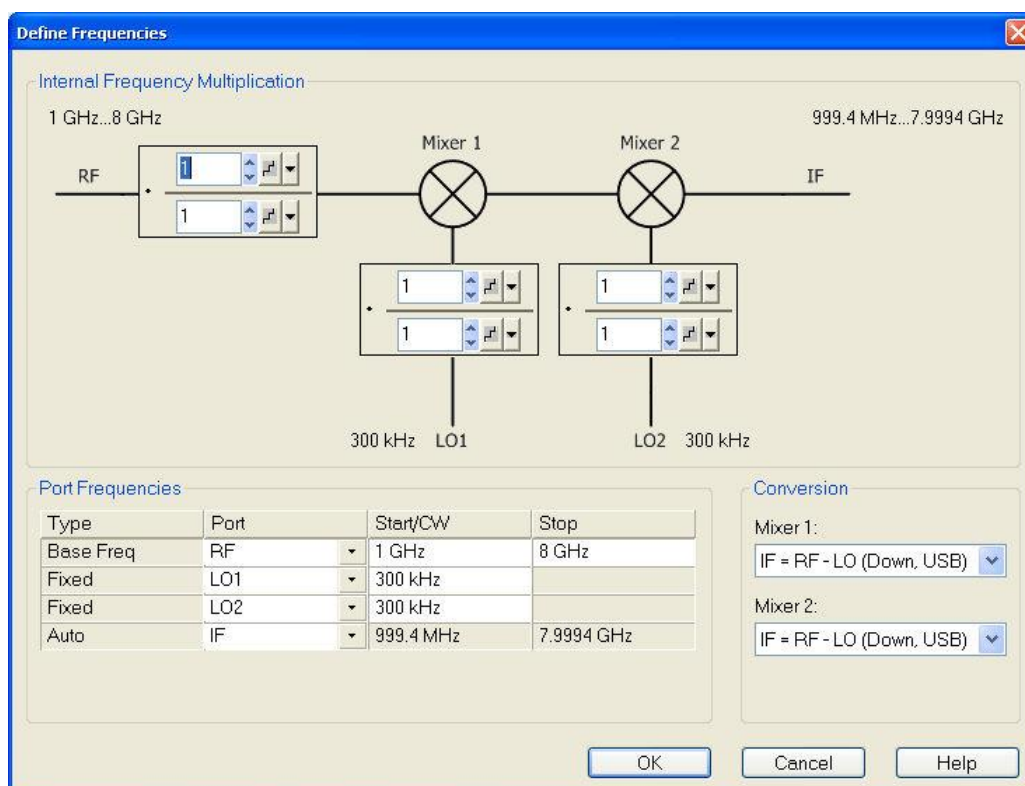 Define Frequencies
Internal Frequency Multiplication
1 GHz...8 GHz
999.4 MHz...7.9994 GHz
Mixer 1
Mixer 2
RF
1
1
IF
1
1
1
1
300 kHz LO1
LO2 300 kHz
Port Frequencies
Type Port Start/CW Stop
Base Freq RF 1 GHz 8 GHz
Fixed LO1 300 kHz
Fixed LO2 300 kHz
Auto IF 999.4 MHz 7.9994 GHz
Conversion
Mixer 1:
IF = RF - LO (Down, USB)
Mixer 2:
IF = RF - LO (Down, USB)
OK
Cancel
Help